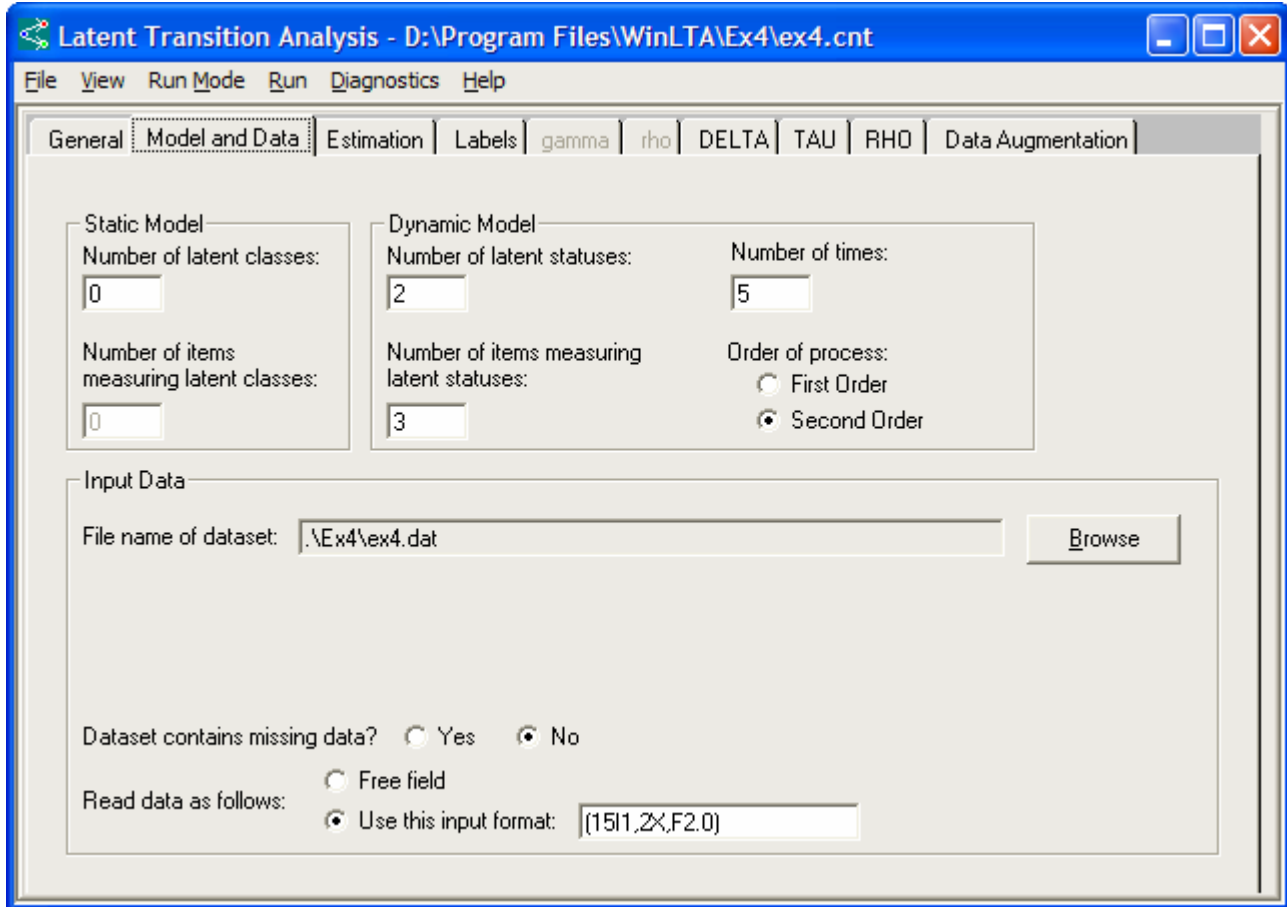 Latent Transition Analysis - D:\Program Files\WinLTA\Ex4\ex4.cnt
File View Run Mode Run Diagnostics Help
General Model and Data Estimation Labels gamma rho DELTA TAU RHO Data Augmentation
Static Model
Number of latent classes:
0
Number of items
measuring latent classes:
0
Dynamic Model
Number of latent statuses:
2
Number of items measuring
latent statuses:
3
Number of times:
5
Order of process:
First Order
Second Order
Input Data
File name of dataset: .\Ex4\ex4.dat Browse
Dataset contains missing data? Yes No
Read data as follows:
Free field
Use this input format: (15I1,2X,F2.0)